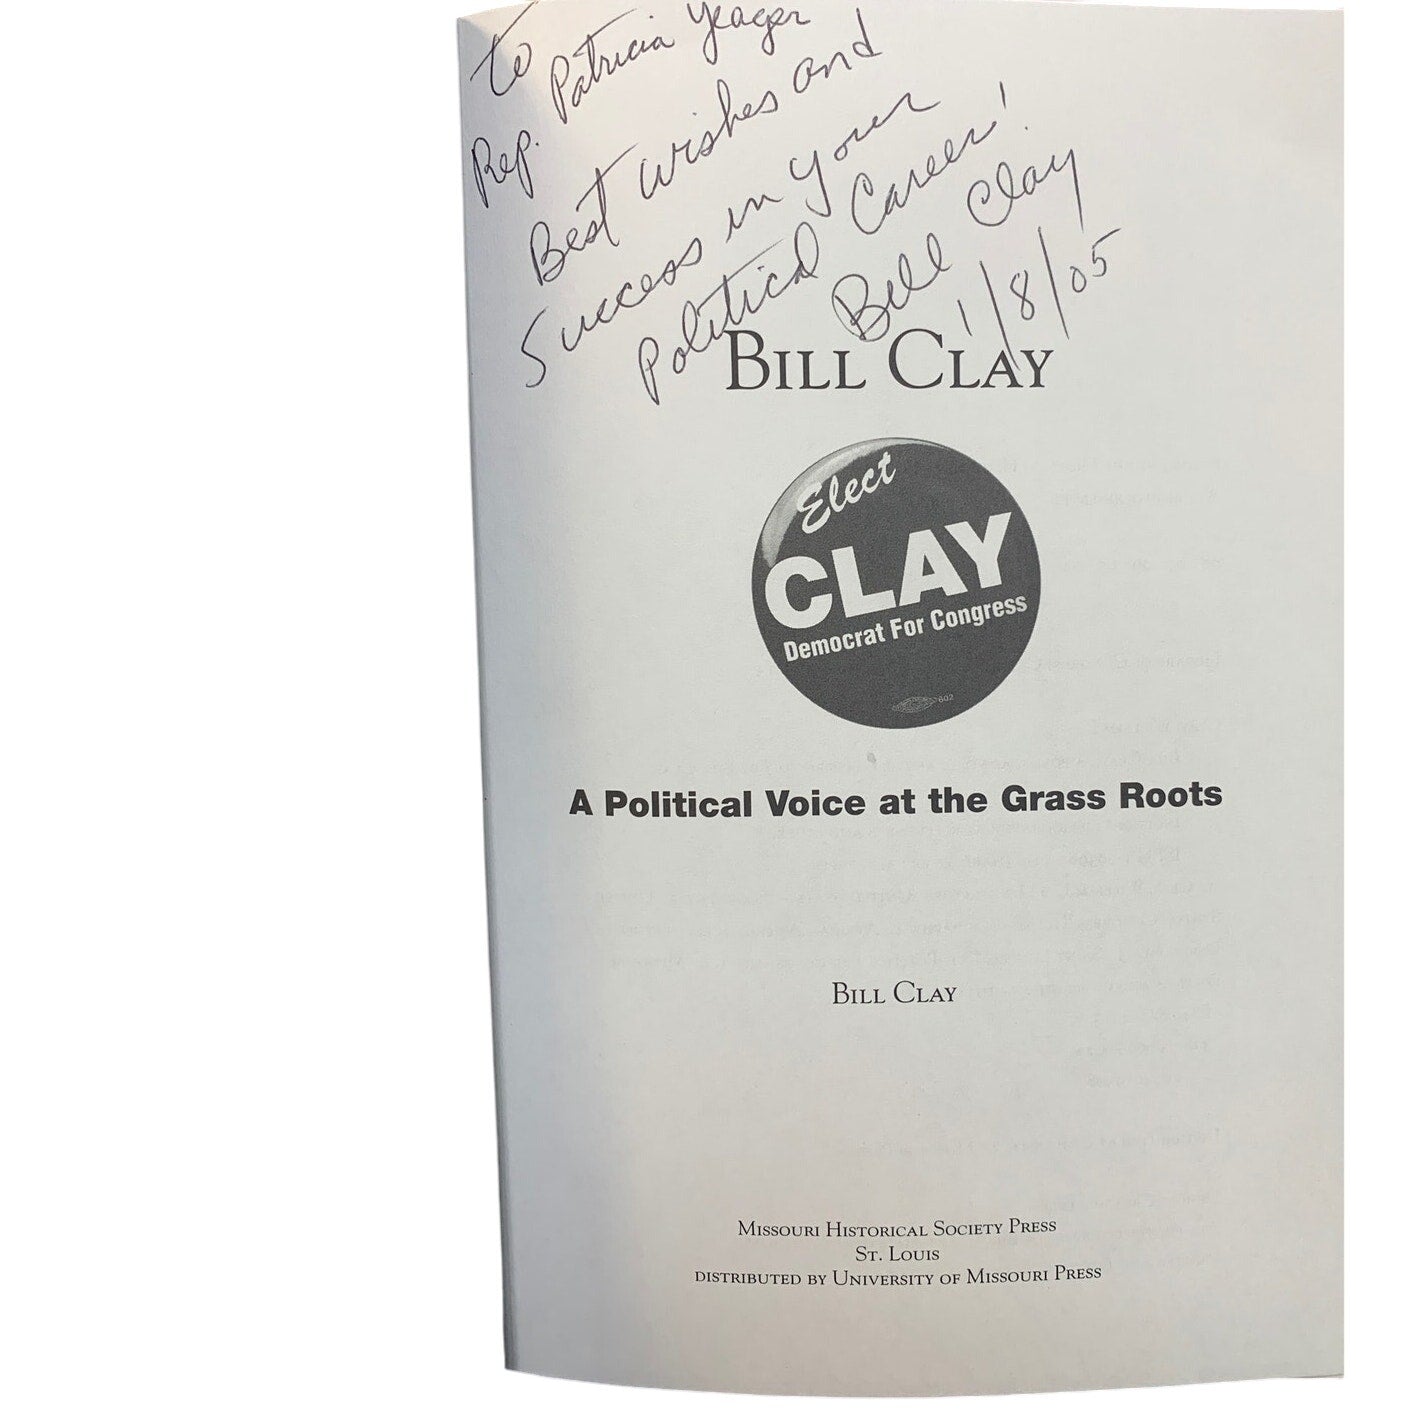 to
Rep. Patricia Yeager
Best wishes and
Success in your
Political Career!
Bill Clay
1/8/05
BILL CLAY
Elect
CLAY
Democrat For Congress
602
A Political Voice at the Grass Roots
BILL CLAY
MISSOURI HISTORICAL SOCIETY PRESS
ST. LOUIS
DISTRIBUTED BY UNIVERSITY OF MISSOURI PRESS